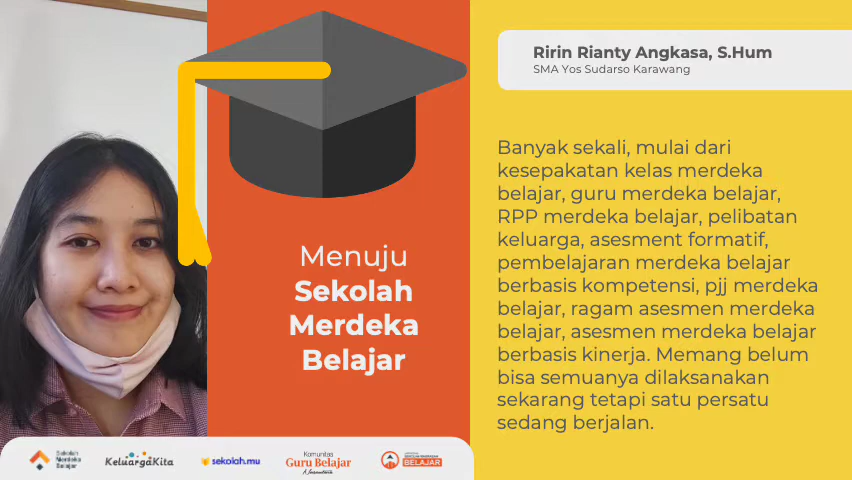 Ririn Rianty Angkasa, S.Hum
SMA Yos Sudarso Karawang
Banyak sekali, mulai dari
kesepakatan kelas merdeka
belajar, guru merdeka belajar,
RPP merdeka belajar, pelibatan
keluarga, asesment formatif,
pembelajaran merdeka belajar
berbasis kompetensi, pjj merdeka
belajar, ragam asesmen merdeka
belajar, asesmen merdeka belajar
berbasis kinerja. Memang belum
bisa semuanya dilaksanakan
sekarang tetapi satu persatu
sedang berjalan.
Menuju
Sekolah
Merdeka
Belajar
Sekolah
Merdeka
Belajar
KeluargaKita
sekolah.mu
Komunitas
Guru Belajar
Nusantara
BELAJAR